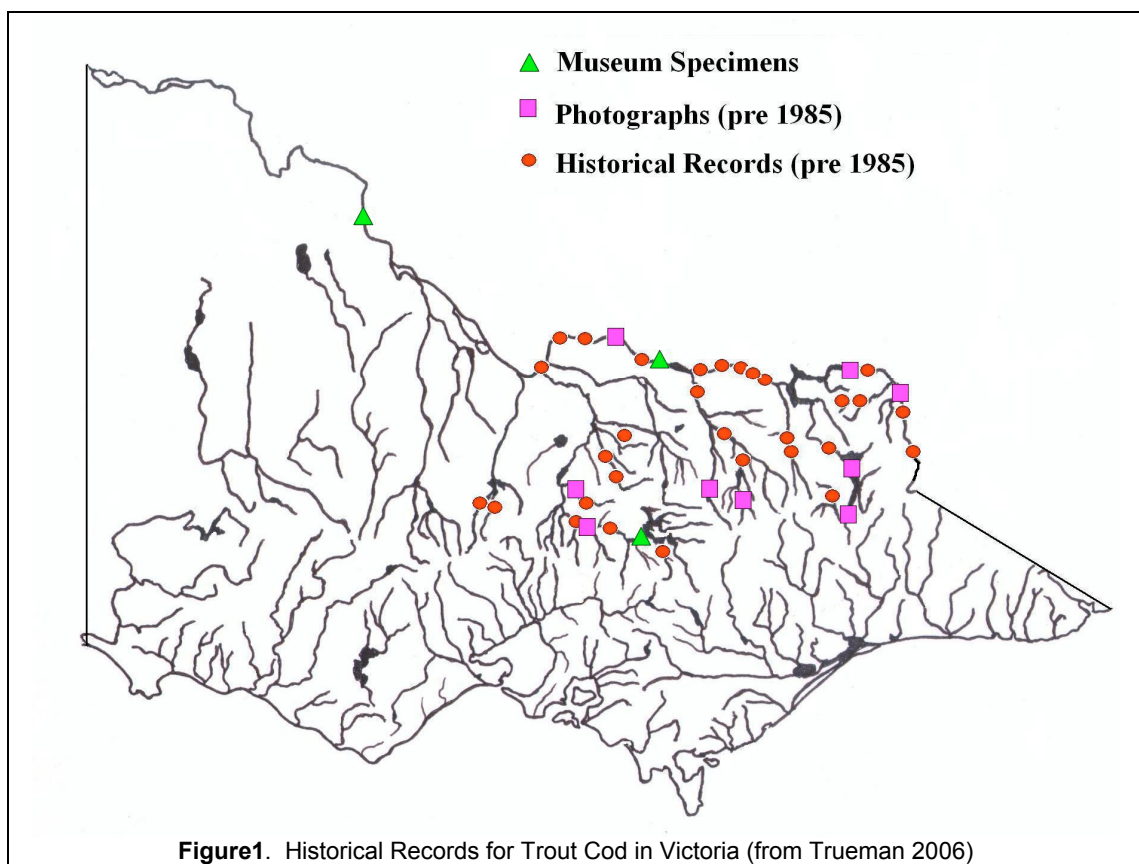 Museum Specimens
Photographs (pre 1985)
Historical Records (pre 1985)
Figure1. Historical Records for Trout Cod in Victoria (from Trueman 2006)